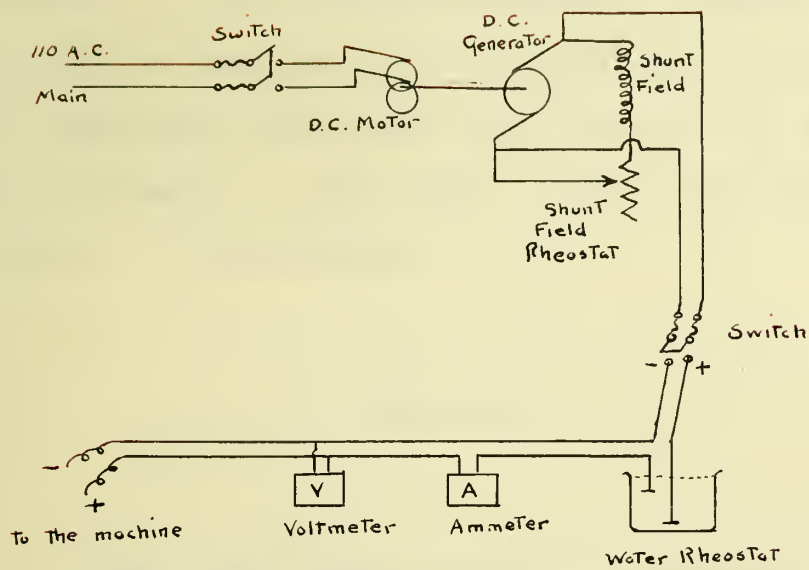 110 A.C.
Main
Switch
D.C. Motor
D.C.
Generator
Shunt
Field
Shunt
Field
Rheostat
Switch
- +
-
+
to the machine
V
Voltmeter
A
Ammeter
Water Rheostat